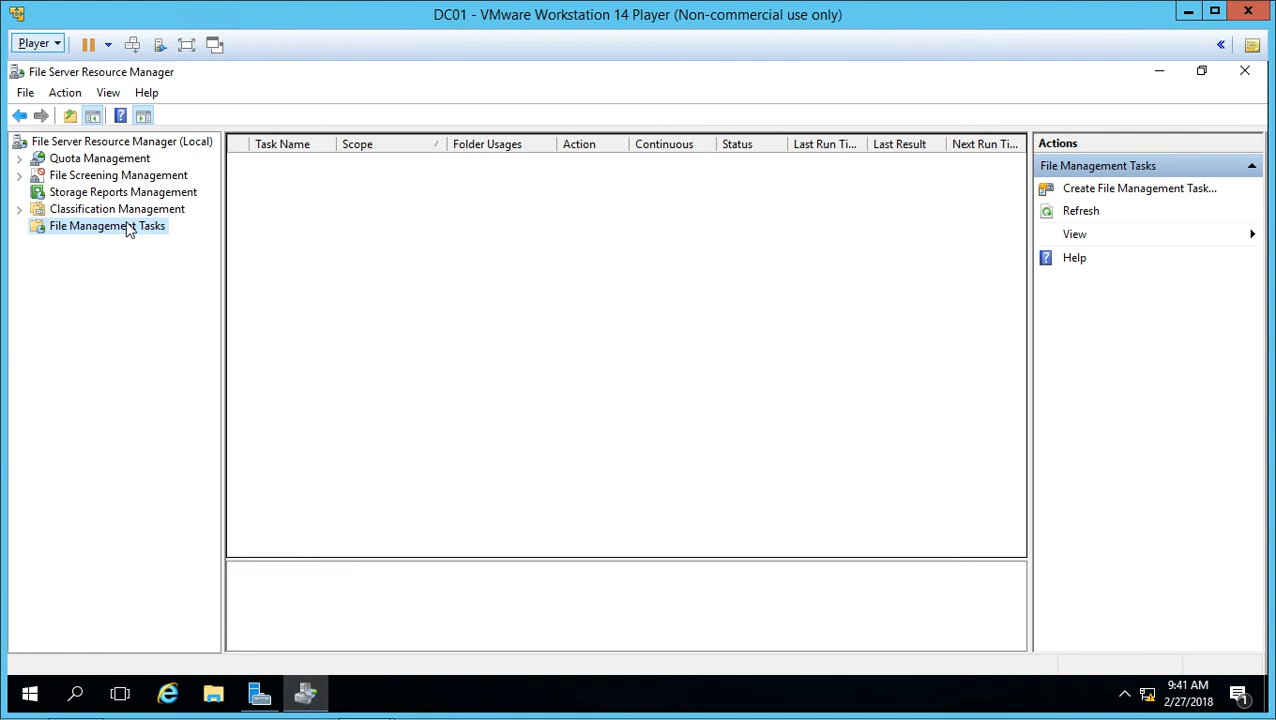 DC01 - VMware Workstation 14 Player (Non-commercial use only)
Player
File Server Resource Manager
File Action View Help
File Server Resource Manager (Local)
Quota Management
File Screening Management
Storage Reports Management
Classification Management
File Management Tasks
Task Name Scope Folder Usages Action Continuous Status Last Run Ti... Last Result Next Run Ti...
Actions
File Management Tasks
Create File Management Task...
Refresh
View
Help
9:41 AM
2/27/2018
1